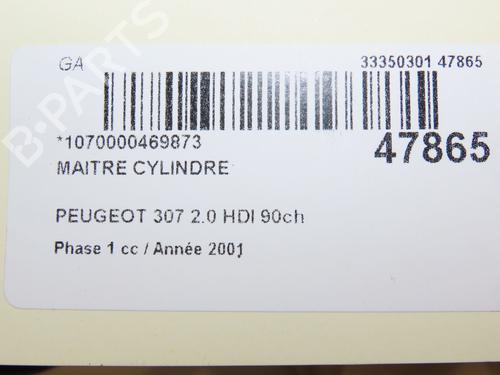 GA 33350301 47865
*1070000469873 47865
MAITRE CYLINDRE
PEUGEOT 307 2.0 HDI 90ch
Phase 1 cc / Année 2001
B-PARTS